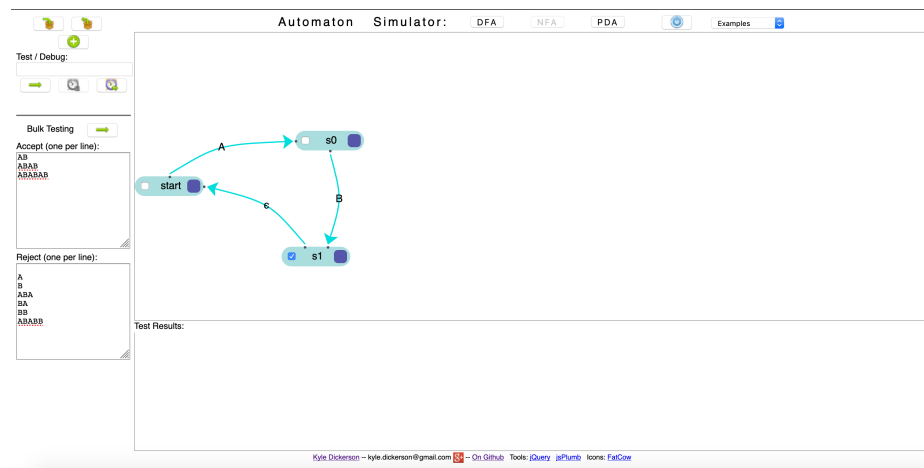 Automaton Simulator: DFA NFA PDA Examples
Test / Debug:
Bulk Testing
Accept (one per line):
AB
ABAB
ABABAB
Reject (one per line):
A
B
ABA
BA
BB
ABABB
A
s0
start
B
ϵ
s1
Test Results:
Kyle Dickerson -- kyle.dickerson@gmail.com g+ -- On Github Tools: jQuery jsPlumb Icons: FatCow